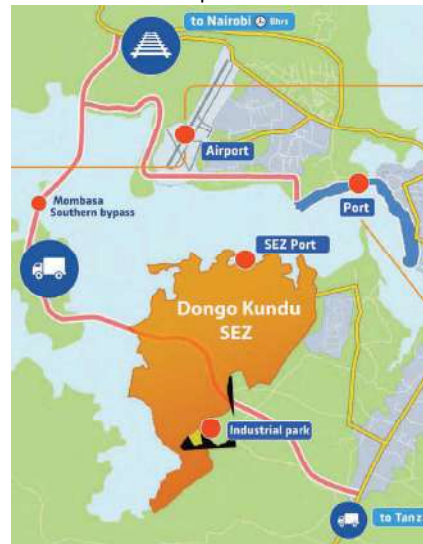 to Nairobi 8hrs
Airport
Mombasa
Southern bypass
Port
SEZ Port
Dongo Kundu
SEZ
Industrial park
to Tanz